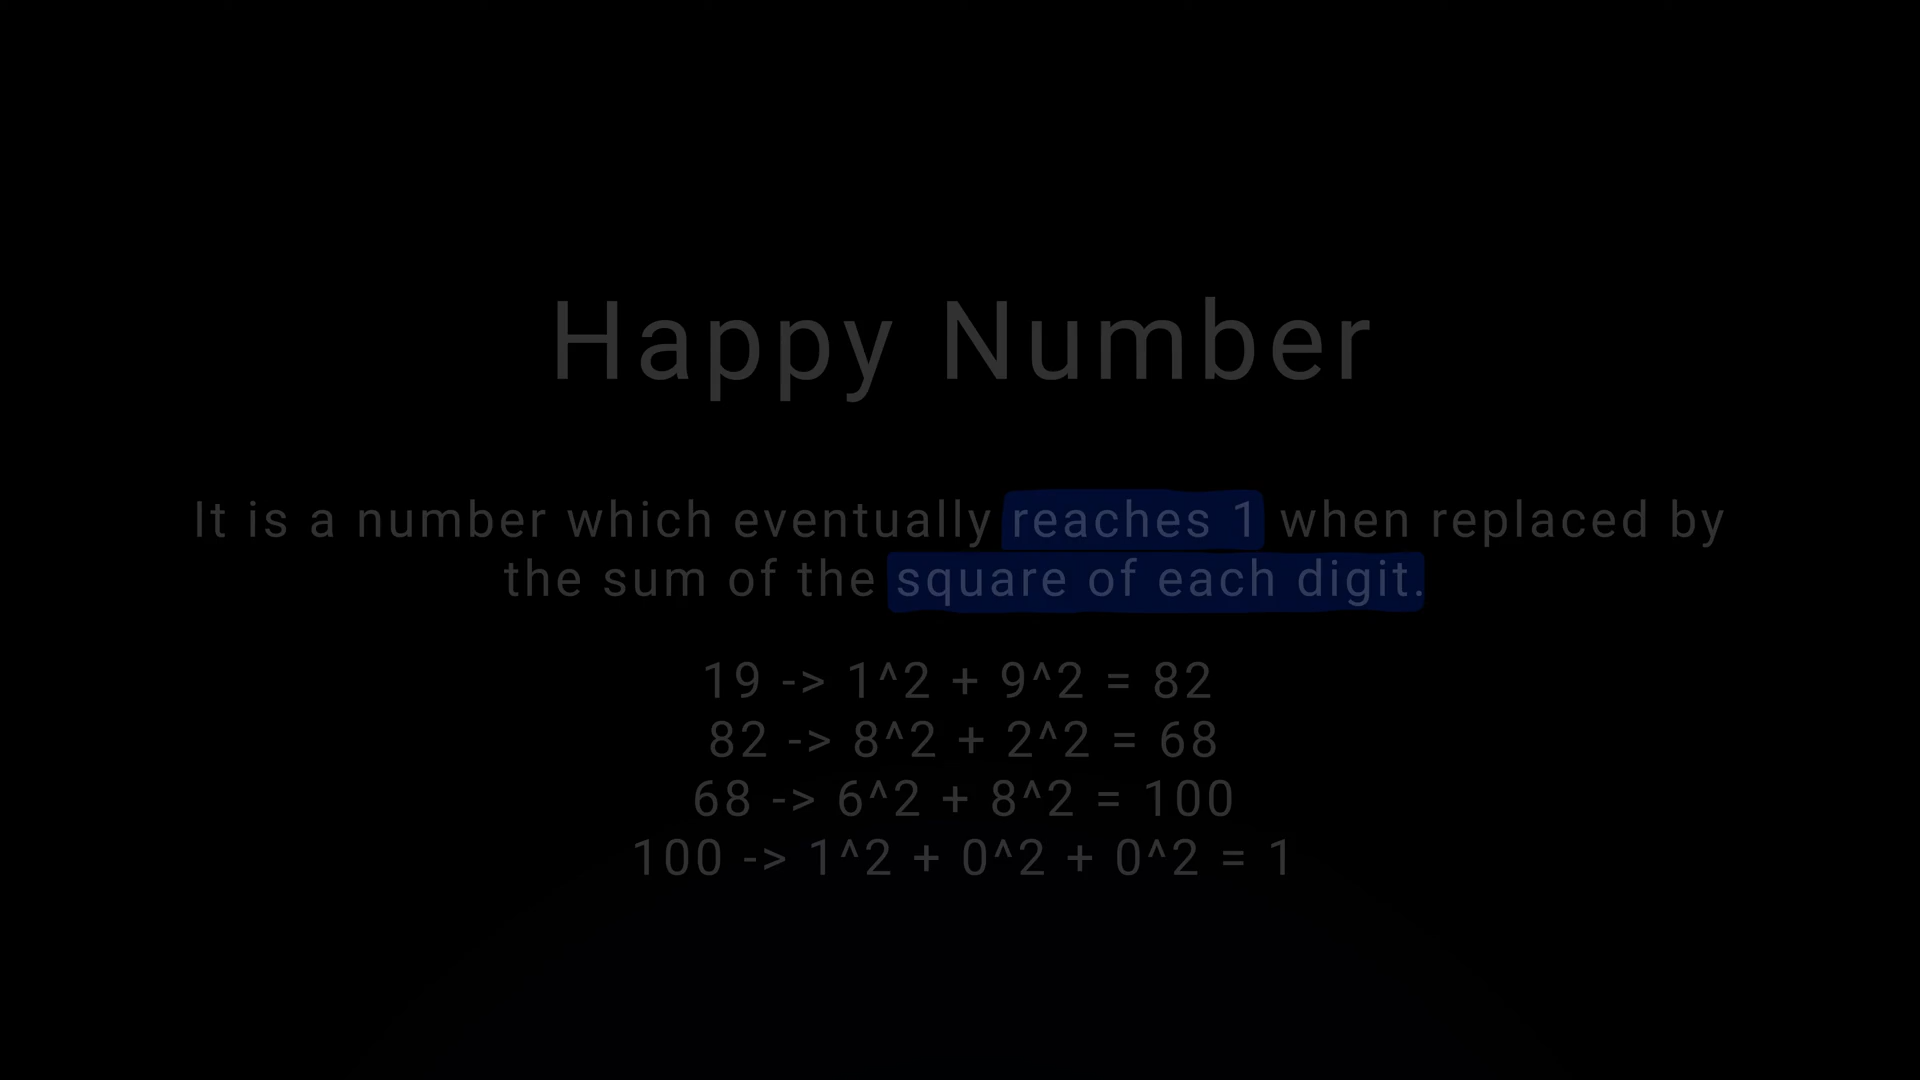 Happy Number
It is a number which eventually reaches 1 when replaced by
the sum of the square of each digit.
19 -> 1^2 + 9^2 = 82
82 -> 8^2 + 2^2 = 68
68 -> 6^2 + 8^2 = 100
100 -> 1^2 + 0^2 + 0^2 = 1